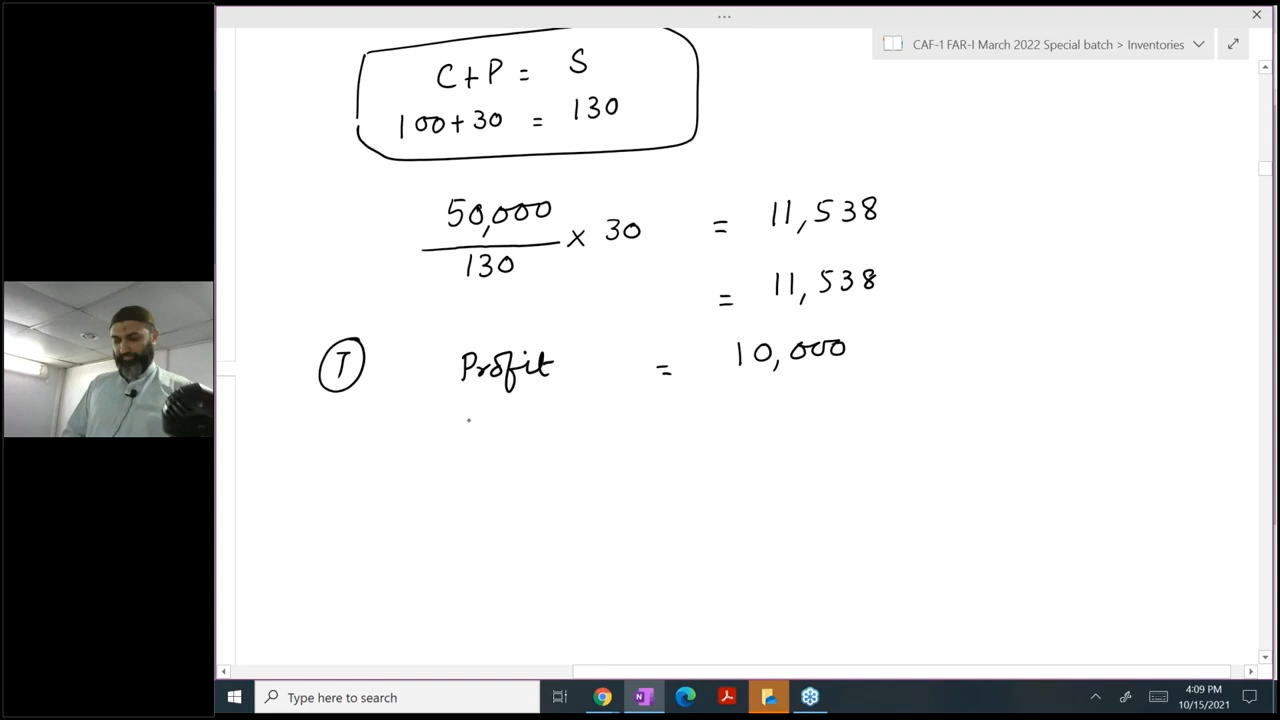 CAF-1 FAR-I March 2022 Special batch > Inventories
C + P = S
100 + 30 = 130
50,000
130
× 30 = 11,538
= 11,538
I Profit = 10,000
Type here to search
4:09 PM
10/15/2021